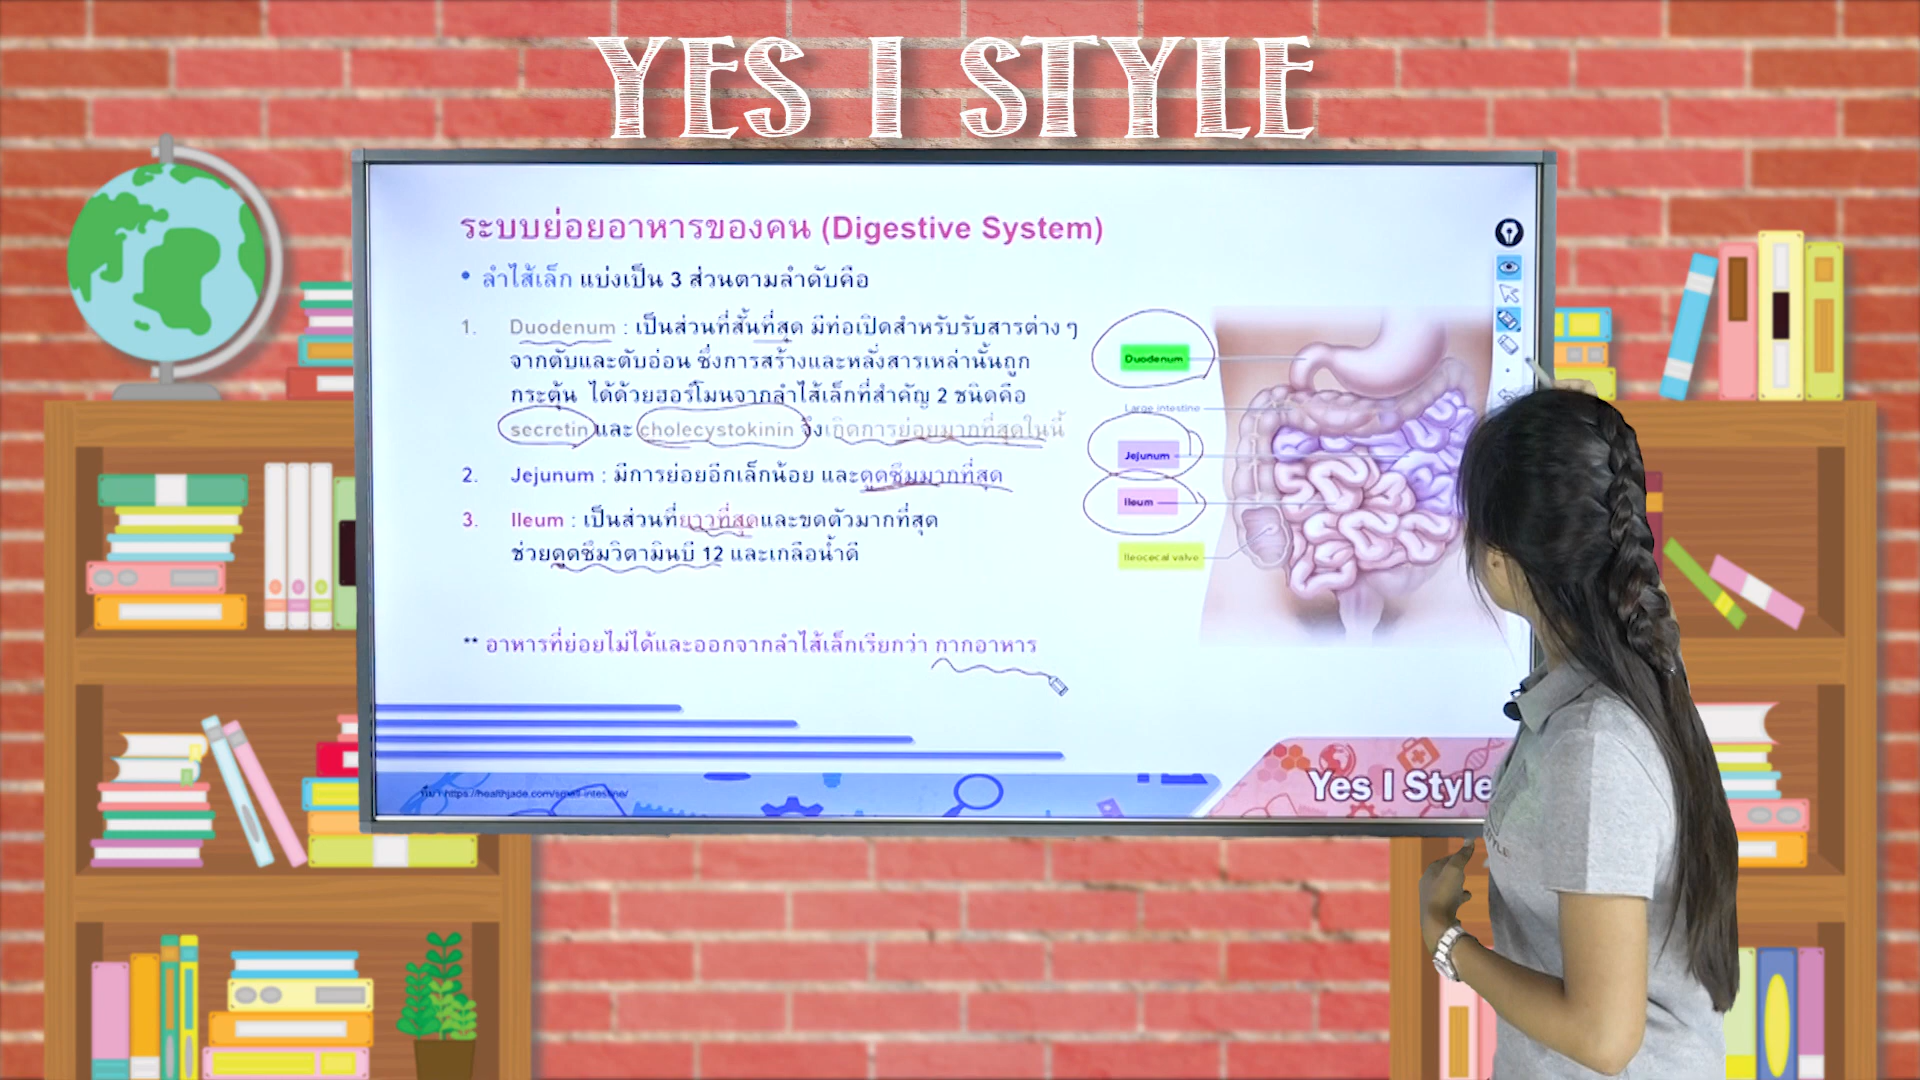 YES I STYLE
ระบบย่อยอาหารของคน (Digestive System)
• ลำไส้เล็ก แบ่งเป็น 3 ส่วนตามลำดับคือ
1. Duodenum : เป็นส่วนที่สั้นที่สุด มีท่อเปิดสำหรับรับสารต่าง ๆ
จากตับและตับอ่อน ซึ่งการสร้างและหลั่งสารเหล่านั้นถูก
กระตุ้น ได้ด้วยฮอร์โมนจากลำไส้เล็กที่สำคัญ 2 ชนิดคือ
secretin และ cholecystokinin จึงเกิดการย่อยมากที่สุดในนี้
2. Jejunum : มีการย่อยอีกเล็กน้อย และดูดซึมมากที่สุด
3. Ileum : เป็นส่วนที่ยาวที่สุดและขดตัวมากที่สุด
ช่วยดูดซึมวิตามินบี 12 และเกลือน้ำดี
** อาหารที่ย่อยไม่ได้และออกจากลำไส้เล็กเรียกว่า กากอาหาร
Duodenum
Large intestine
Jejunum
Ileum
Ileocecal valve
ที่มา https://healthjade.com/small-intestine/
Yes I Style